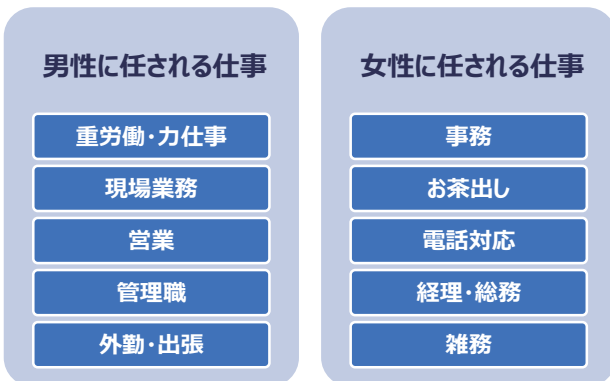 男性に任される仕事
重労働・力仕事
現場業務
営業
管理職
外勤・出張
女性に任される仕事
事務
お茶出し
電話対応
経理・総務
雑務